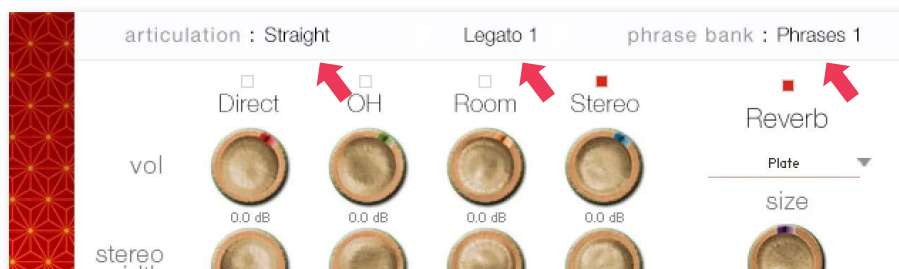 articulation : Straight Legato 1 phrase bank : Phrases 1
Direct OH Room Stereo Reverb
vol Plate
0.0 dB 0.0 dB 0.0 dB 0.0 dB size
stereo
width